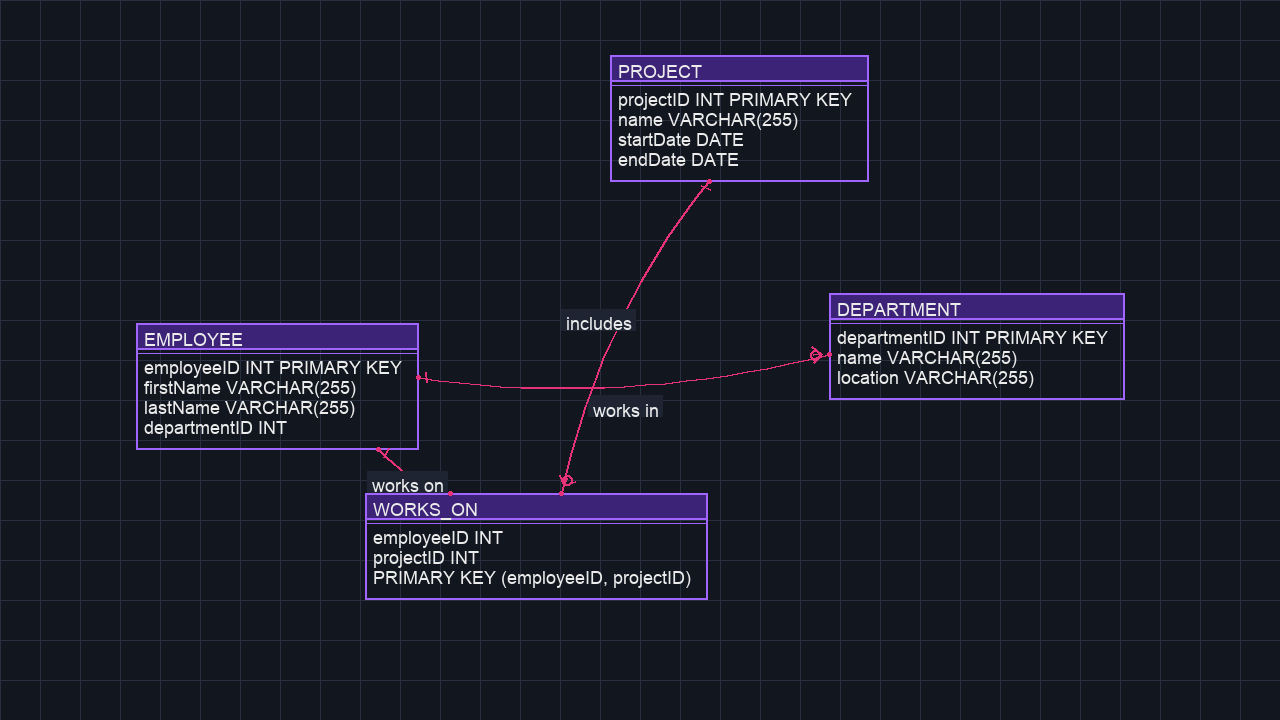 PROJECT
projectID INT PRIMARY KEY
name VARCHAR(255)
startDate DATE
endDate DATE
includes
DEPARTMENT
departmentID INT PRIMARY KEY
name VARCHAR(255)
location VARCHAR(255)
EMPLOYEE
employeeID INT PRIMARY KEY
firstName VARCHAR(255)
lastName VARCHAR(255)
departmentID INT
works in
works on
WORKS_ON
employeeID INT
projectID INT
PRIMARY KEY (employeeID, projectID)